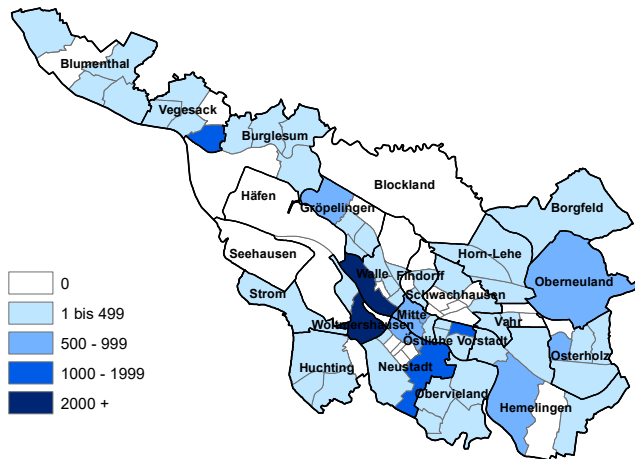 Blumenthal
Vegesack
Burglesum
Blockland
Häfen
Gröpelingen
Borgfeld
Seehausen
Horn-Lehe
Walle
Findorff
Oberneuland
Strom
Schwachhausen
Mitte
Vahr
Woltmershausen
Östliche Vorstadt
Osterholz
Huchting
Neustadt
Obervieland
Hemelingen
0
1 bis 499
500 - 999
1000 - 1999
2000 +